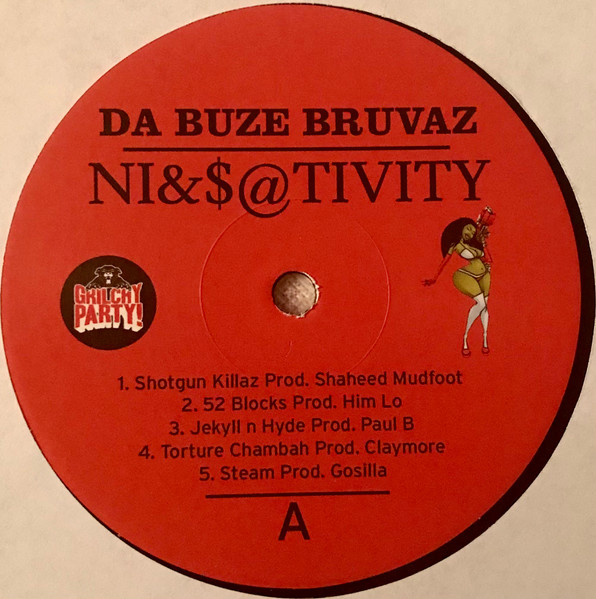 DA BUZE BRUVAZ
NI&$@TIVITY
GRILCHY
PARTY!
1. Shotgun Killaz Prod. Shaheed Mudfoot
2. 52 Blocks Prod. Him Lo
3. Jekyll n Hyde Prod. Paul B
4. Torture Chambah Prod. Claymore
5. Steam Prod. Gosilla
A